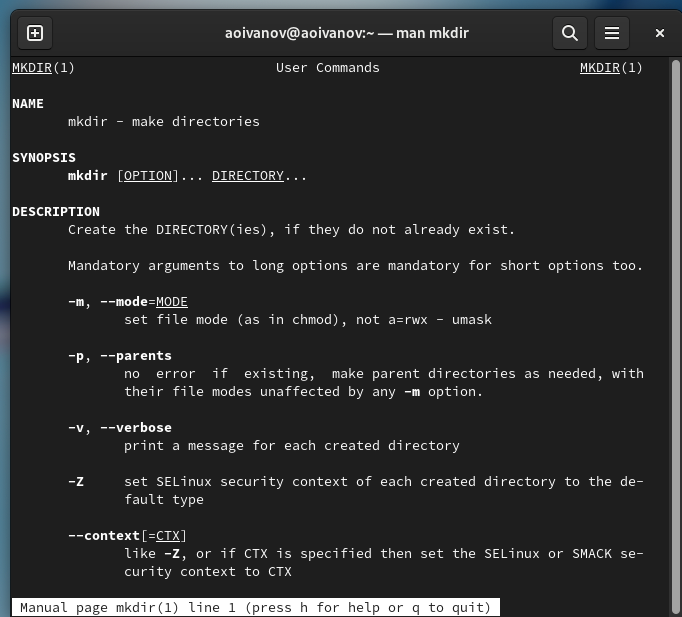 aoivanov@aoivanov:~ — man mkdir
MKDIR(1) User Commands MKDIR(1)
NAME
mkdir - make directories
SYNOPSIS
mkdir [OPTION]... DIRECTORY...
DESCRIPTION
Create the DIRECTORY(ies), if they do not already exist.
Mandatory arguments to long options are mandatory for short options too.
-m, --mode=MODE
set file mode (as in chmod), not a=rwx - umask
-p, --parents
no error if existing, make parent directories as needed, with
their file modes unaffected by any -m option.
-v, --verbose
print a message for each created directory
-Z set SELinux security context of each created directory to the de-
fault type
--context[=CTX]
like -Z, or if CTX is specified then set the SELinux or SMACK se-
curity context to CTX
Manual page mkdir(1) line 1 (press h for help or q to quit)